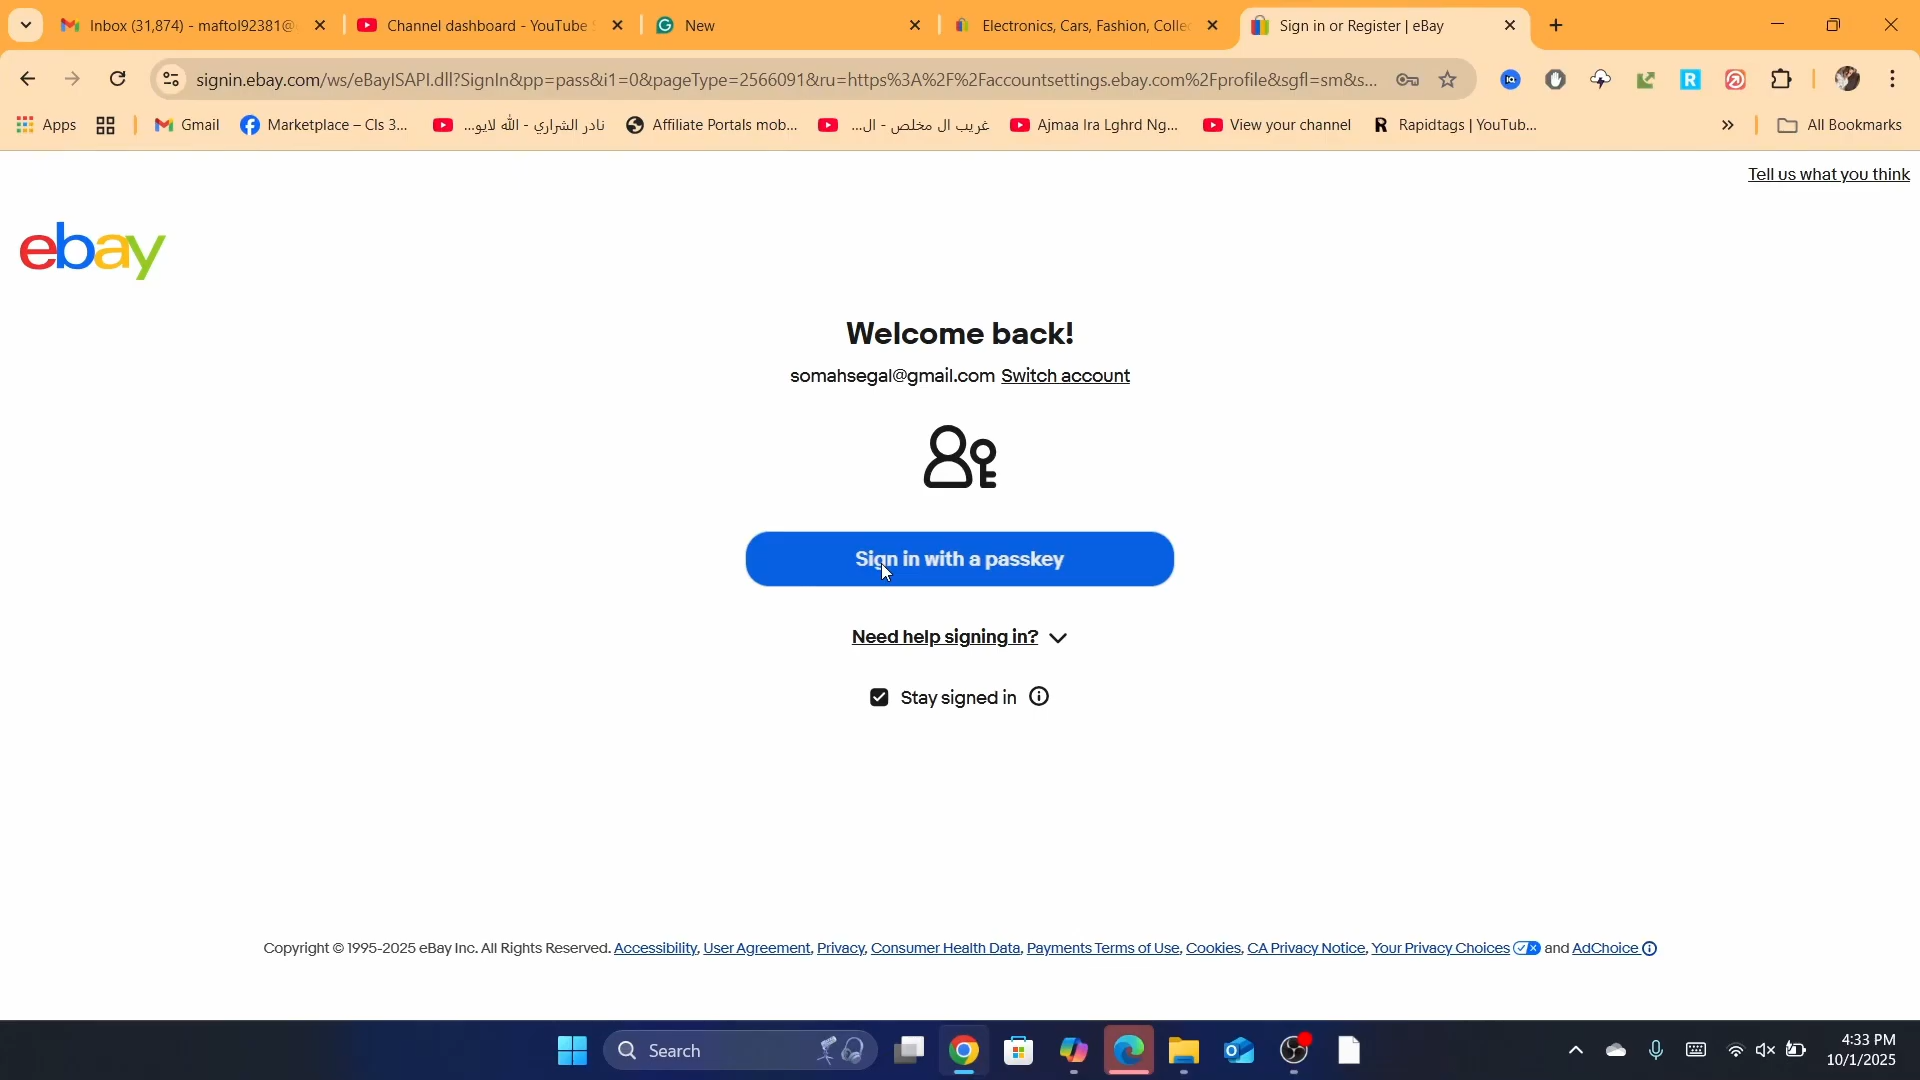 Inbox (31,874) - maftol92381@
Channel dashboard - YouTube S
New
Electronics, Cars, Fashion, Collec
Sign in or Register | eBay
signin.ebay.com/ws/eBayISAPI.dll?SignIn&pp=pass&i1=0&pageType=2566091&ru=https%3A%2F%2Faccountsettings.ebay.com%2Fprofile&sgfl=sm&s...
Apps
Gmail
Marketplace – Cls 3...
نادر الشراري - الله لايو...
Affiliate Portals mob...
غريب ال مخلص - ال...
Ajmaa Ira Lghrd Ng...
View your channel
R Rapidtags | YouTub...
All Bookmarks
Tell us what you think
ebay
Welcome back!
somahsegal@gmail.com Switch account
Sign in with a passkey
Need help signing in?
Stay signed in
Copyright © 1995-2025 eBay Inc. All Rights Reserved. Accessibility, User Agreement, Privacy, Consumer Health Data, Payments Terms of Use, Cookies, CA Privacy Notice, Your Privacy Choices and AdChoice
Search
4:33 PM
10/1/2025